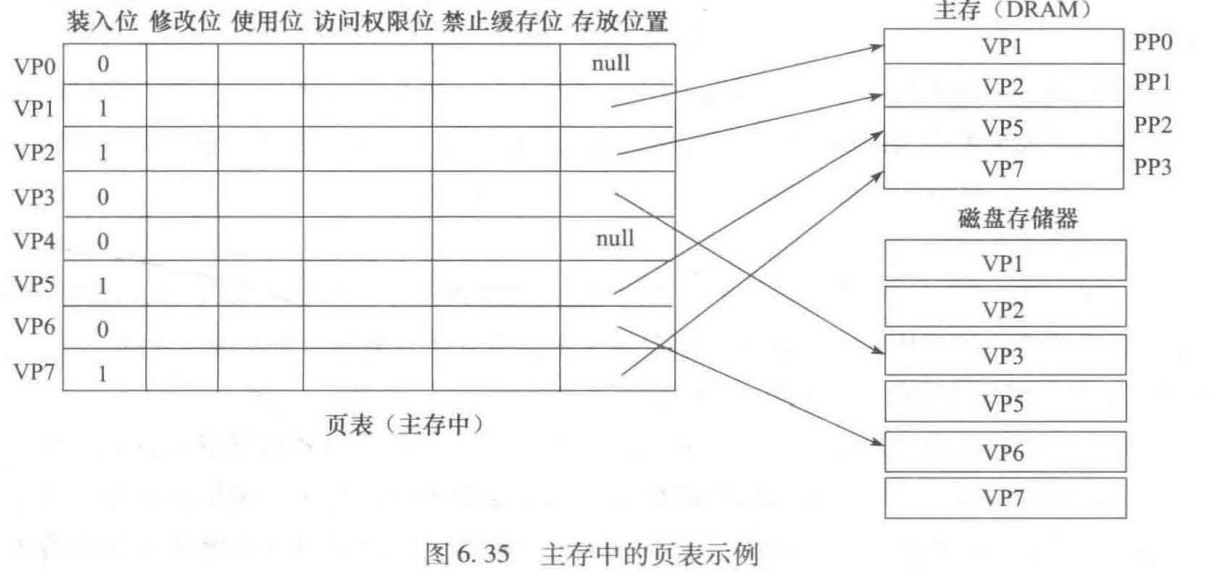 装入位 修改位 使用位 访问权限位 禁止缓存位 存放位置
VP0 0 null
VP1 1
VP2 1
VP3 0
VP4 0 null
VP5 1
VP6 0
VP7 1
页表（主存中）
主存（DRAM）
VP1 PP0
VP2 PP1
VP5 PP2
VP7 PP3
磁盘存储器
VP1
VP2
VP3
VP5
VP6
VP7
图 6.35 主存中的页表示例